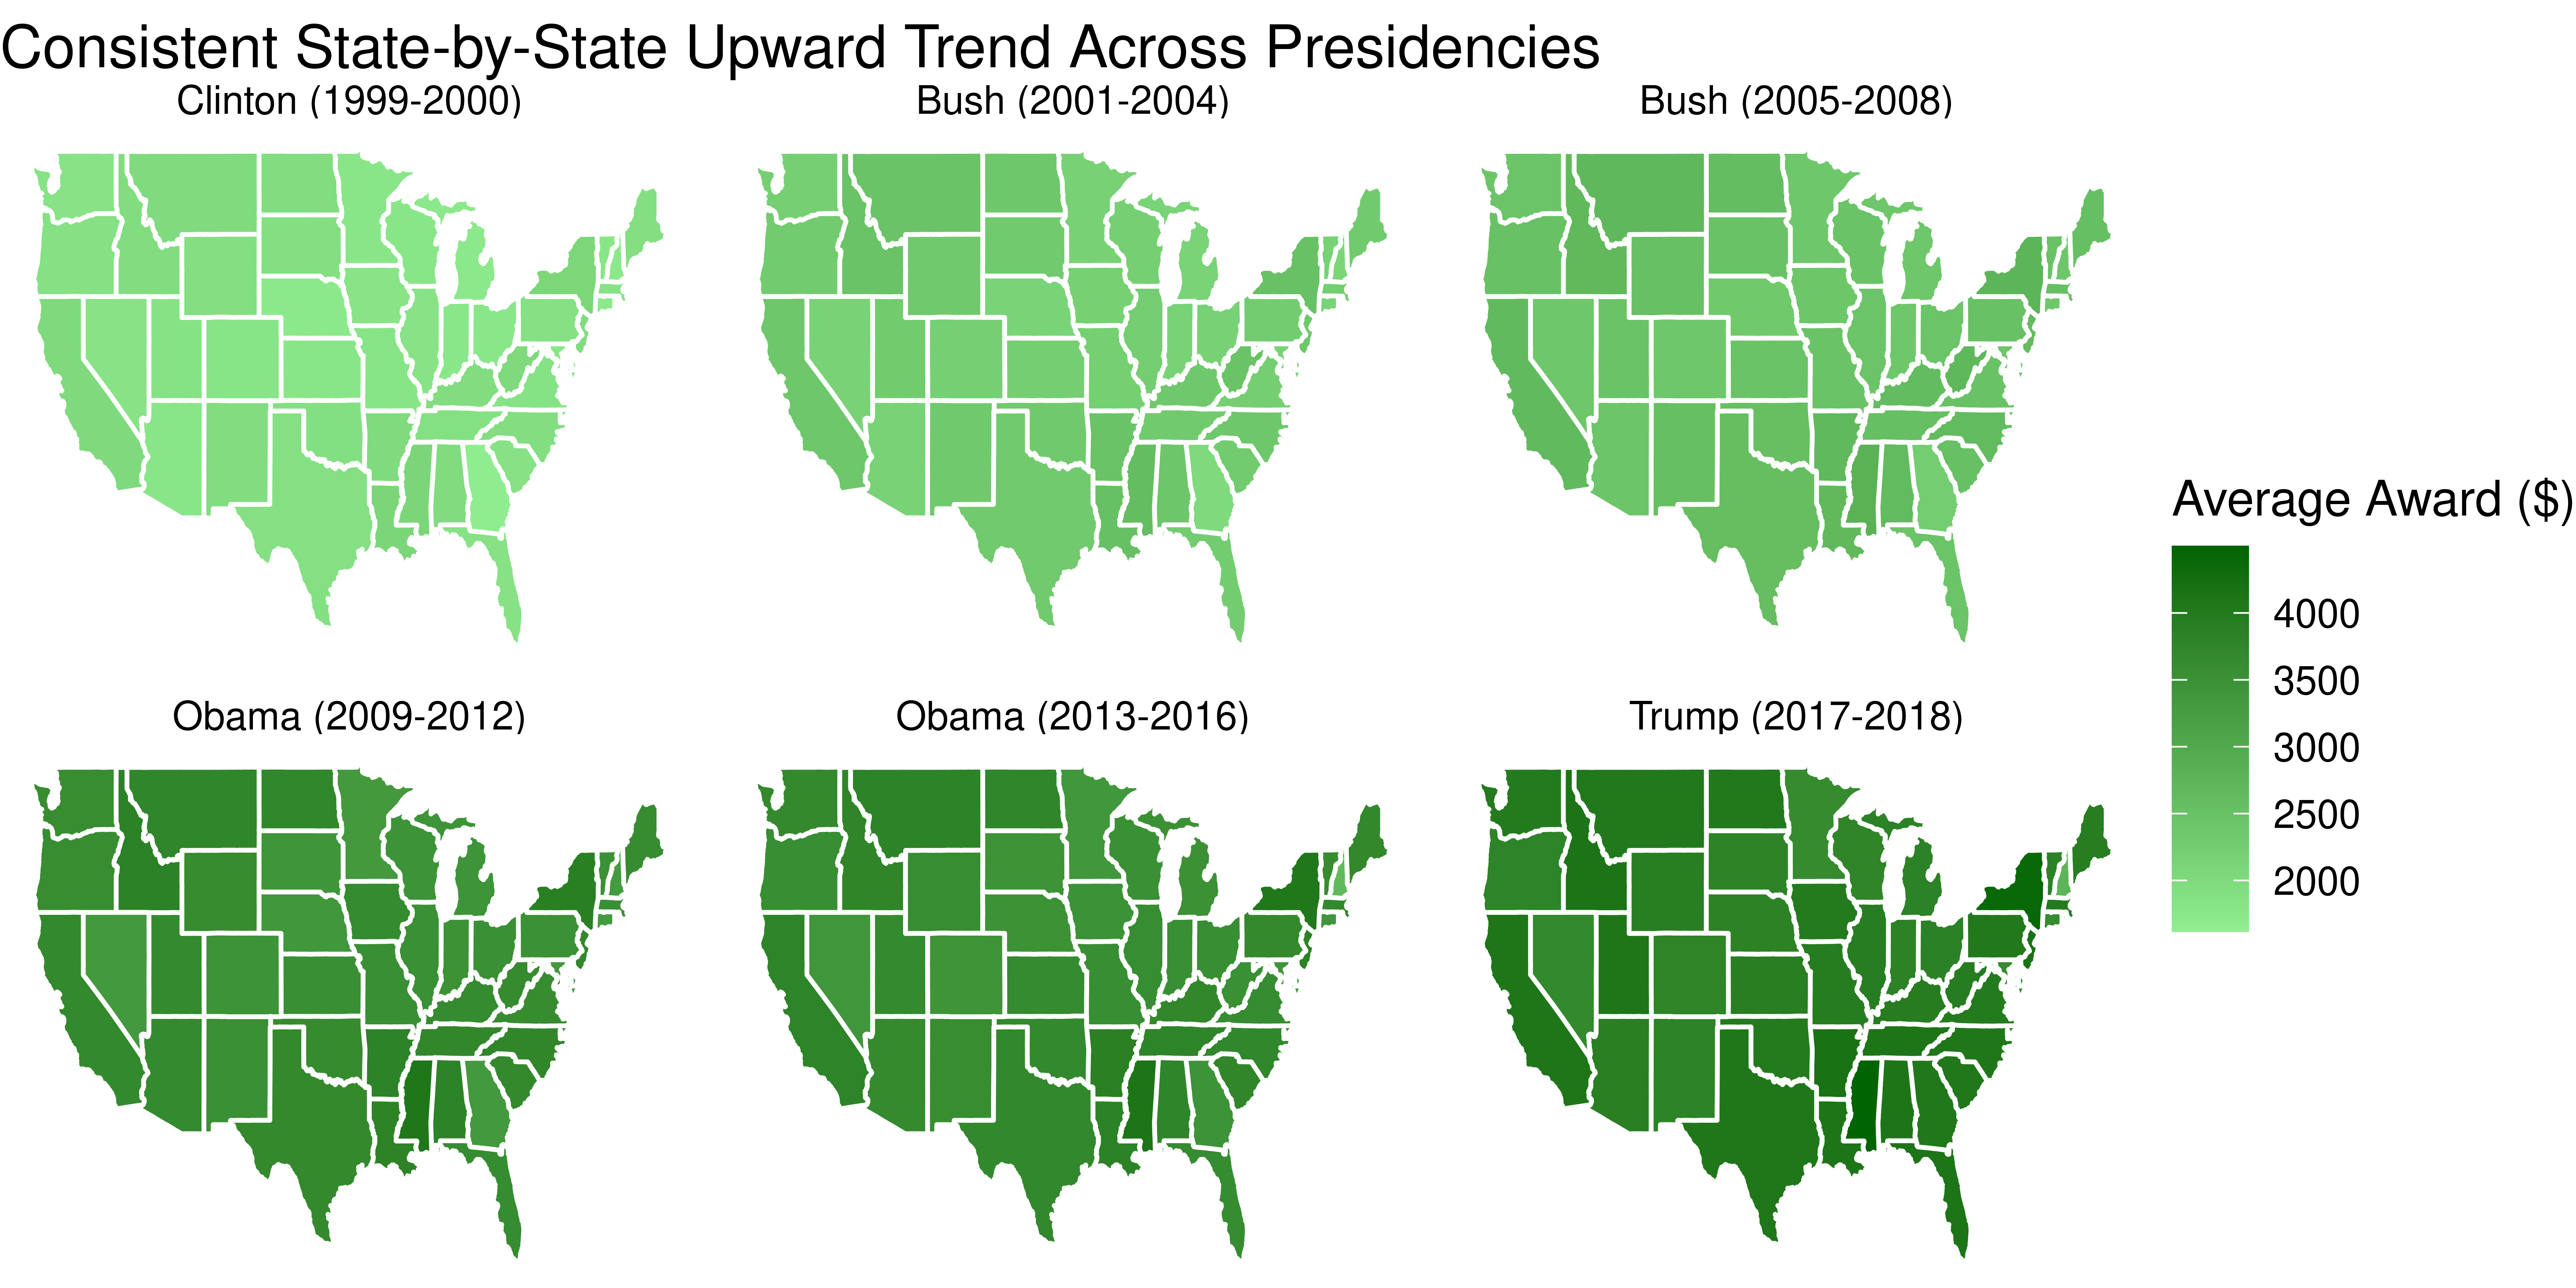 Consistent State-by-State Upward Trend Across Presidencies
Clinton (1999-2000)
Bush (2001-2004)
Bush (2005-2008)
Obama (2009-2012)
Obama (2013-2016)
Trump (2017-2018)
Average Award ($)
4000
3500
3000
2500
2000